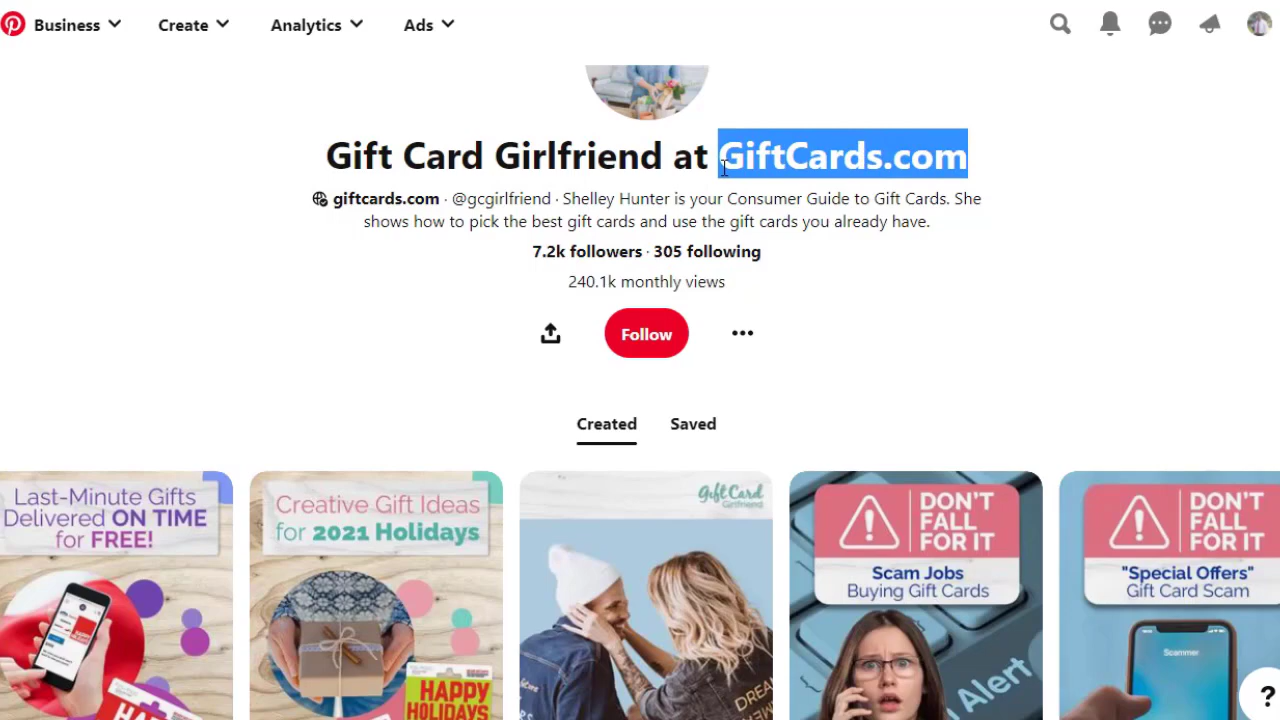 Business
Create
Analytics
Ads
Gift Card Girlfriend at GiftCards.com
giftcards.com · @gcgirlfriend · Shelley Hunter is your Consumer Guide to Gift Cards. She
shows how to pick the best gift cards and use the gift cards you already have.
7.2k followers · 305 following
240.1k monthly views
Follow
Created
Saved
Last-Minute Gifts
Delivered ON TIME
for FREE!
Creative Gift Ideas
for 2021 Holidays
HAPPY
HOLIDAYS
Gift Card
Girlfriend
DON'T
FALL
FOR IT
Scam Jobs
Buying Gift Cards
Alert
DON'T
FALL
FOR IT
"Special Offers"
Gift Card Scam
Scammer
?